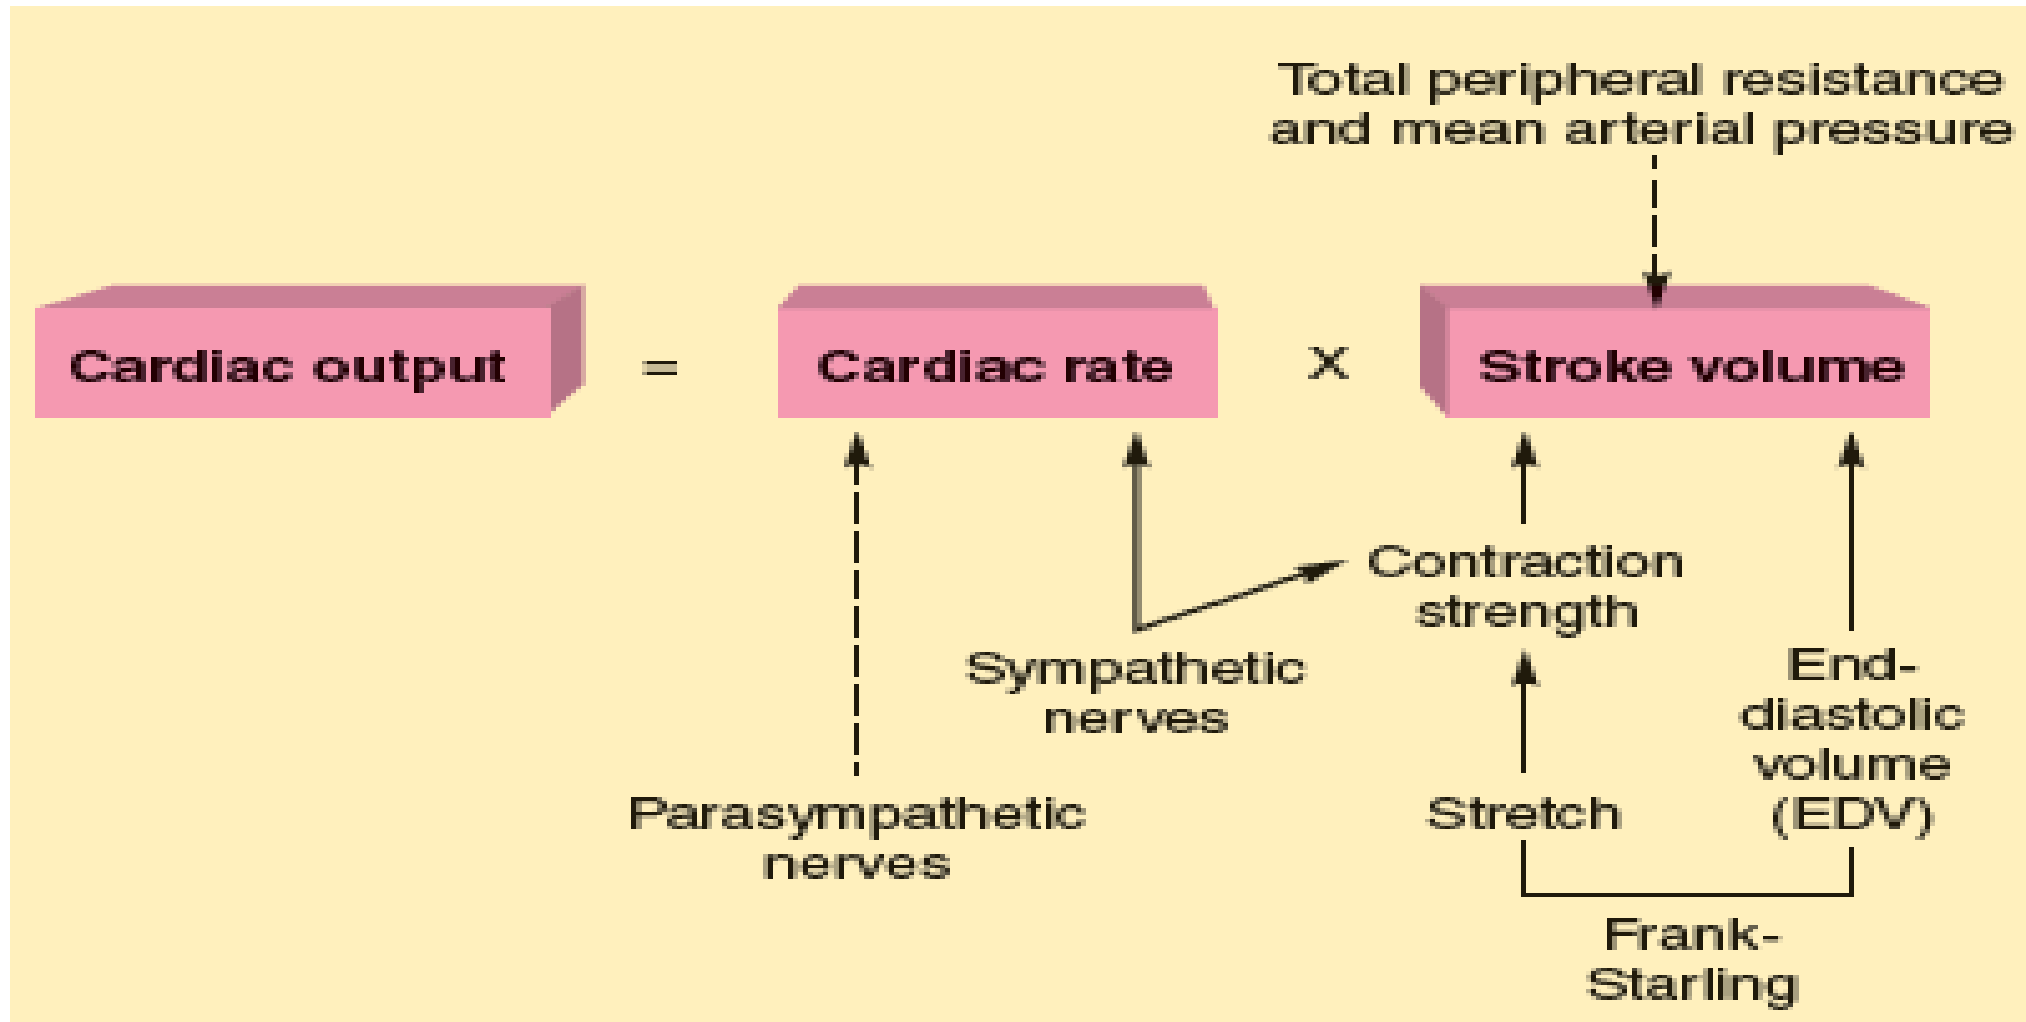 Total peripheral resistance
and mean arterial pressure
Cardiac output = Cardiac rate X Stroke volume
Contraction
strength
Sympathetic
nerves
End-
diastolic
volume
(EDV)
Parasympathetic
nerves
Stretch
Frank-
Starling